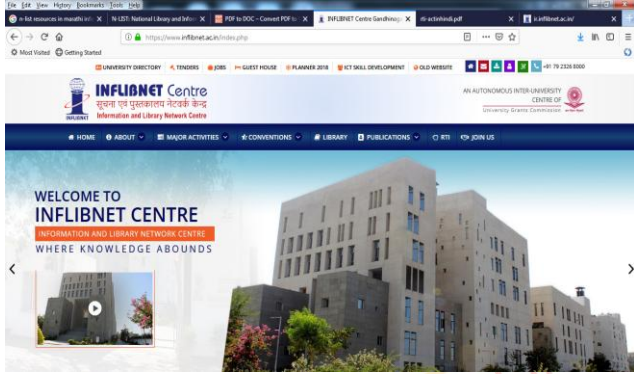 File Edit View History Bookmarks Tools Help
n-list resources in marathi inf
N-LIST: National Library and Infor
PDF to DOC – Convert PDF to
INFLIBNET Centre Gandhinaga
rti-actinhindi.pdf
ir.inflibnet.ac.in/
https://www.inflibnet.ac.in/index.php
Most Visited Getting Started
UNIVERSITY DIRECTORY TENDERS JOBS GUEST HOUSE PLANNER 2018 ICT SKILL DEVELOPMENT OLD WEBSITE +91 79 2326 8000
INFLIBNET Centre
सूचना एवं पुस्तकालय नेटवर्क केन्द्र
Information and Library Network Centre
INFLIBNET
AN AUTONOMOUS INTER-UNIVERSITY
CENTRE OF
University Grants Commission
HOME ABOUT MAJOR ACTIVITIES CONVENTIONS LIBRARY PUBLICATIONS RTI JOIN US
WELCOME TO
INFLIBNET CENTRE
INFORMATION AND LIBRARY NETWORK CENTRE
WHERE KNOWLEDGE ABOUNDS